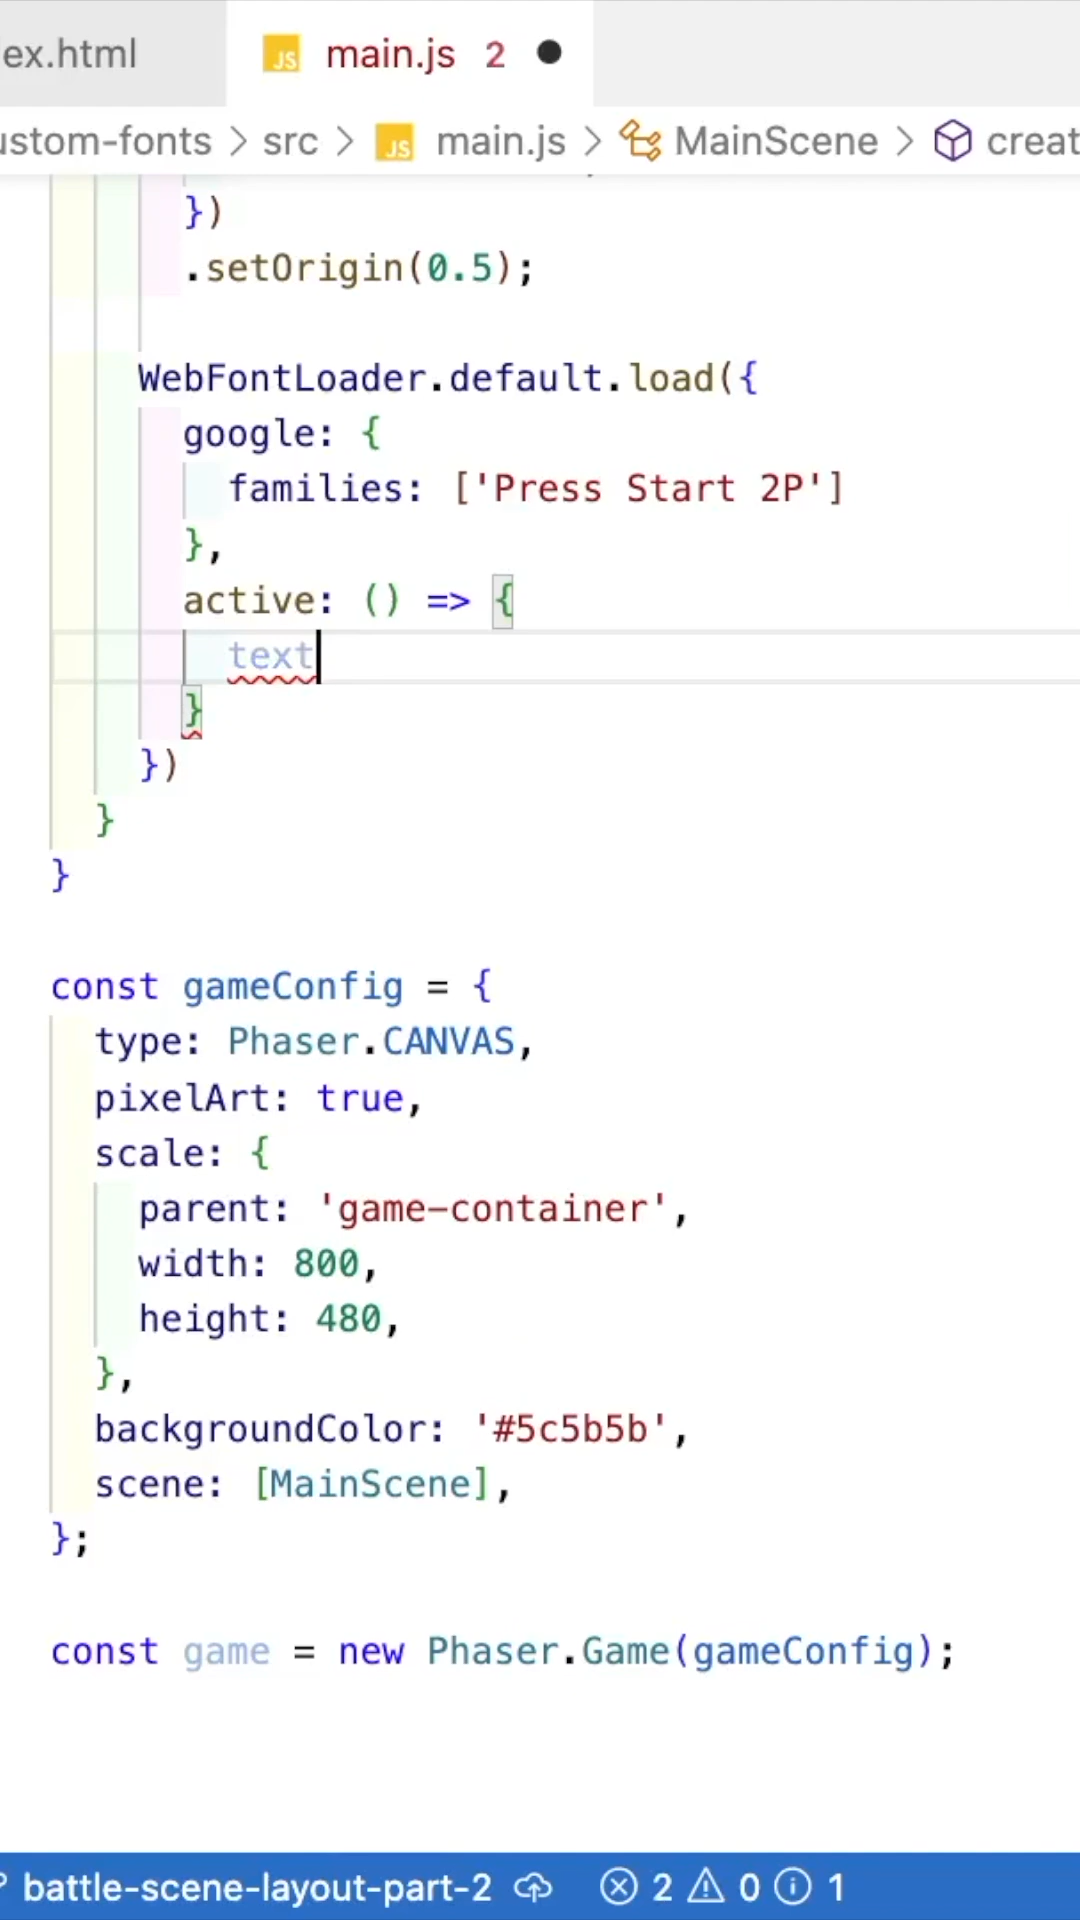 ex.html JS main.js 2
ustom-fonts > src > JS main.js > MainScene > creat
})
.setOrigin(0.5);
WebFontLoader.default.load({
google: {
families: ['Press Start 2P']
},
active: () => {
text
}
})
}
}
const gameConfig = {
type: Phaser.CANVAS,
pixelArt: true,
scale: {
parent: 'game-container',
width: 800,
height: 480,
},
backgroundColor: '#5c5b5b',
scene: [MainScene],
};
const game = new Phaser.Game(gameConfig);
battle-scene-layout-part-2 2 0 1